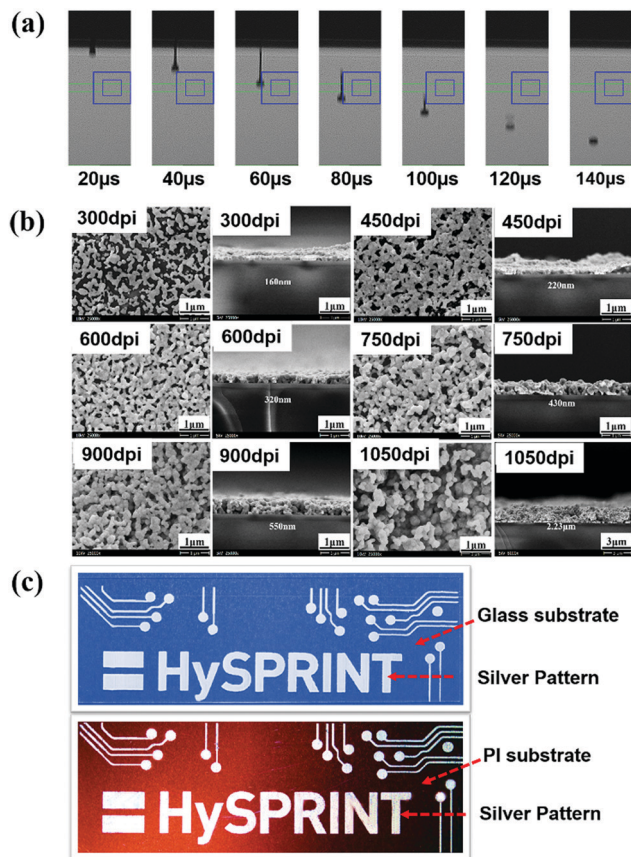 (a)
20μs 40μs 60μs 80μs 100μs 120μs 140μs
(b)
300dpi 300dpi 450dpi 450dpi
160nm 220nm
1μm 1μm 1μm 1μm
600dpi 600dpi 750dpi 750dpi
320nm 430nm
1μm 1μm 1μm 1μm
900dpi 900dpi 1050dpi 1050dpi
550nm 2.23μm
1μm 1μm 1μm 3μm
(c)
Glass substrate
HySPRINT Silver Pattern
PI substrate
HySPRINT Silver Pattern